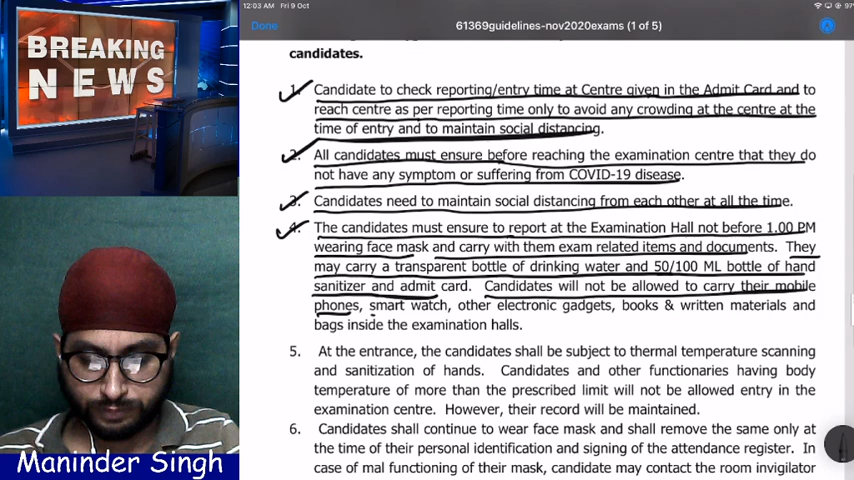 12:03 AM Fri 9 Oct
97%
Done
61369guidelines-nov2020exams (1 of 5)
BREAKING
NEWS
candidates.
1. Candidate to check reporting/entry time at Centre given in the Admit Card and to
reach centre as per reporting time only to avoid any crowding at the centre at the
time of entry and to maintain social distancing.
2. All candidates must ensure before reaching the examination centre that they do
not have any symptom or suffering from COVID-19 disease.
3. Candidates need to maintain social distancing from each other at all the time.
4. The candidates must ensure to report at the Examination Hall not before 1.00 PM
wearing face mask and carry with them exam related items and documents. They
may carry a transparent bottle of drinking water and 50/100 ML bottle of hand
sanitizer and admit card. Candidates will not be allowed to carry their mobile
phones, smart watch, other electronic gadgets, books & written materials and
bags inside the examination halls.
5. At the entrance, the candidates shall be subject to thermal temperature scanning
and sanitization of hands. Candidates and other functionaries having body
temperature of more than the prescribed limit will not be allowed entry in the
examination centre. However, their record will be maintained.
6. Candidates shall continue to wear face mask and shall remove the same only at
the time of their personal identification and signing of the attendance register. In
case of mal functioning of their mask, candidate may contact the room invigilator
Maninder Singh